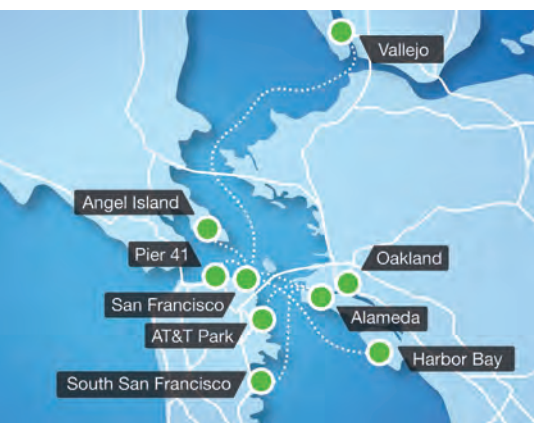 Vallejo
Angel Island
Pier 41
Oakland
San Francisco
Alameda
AT&T Park
Harbor Bay
South San Francisco